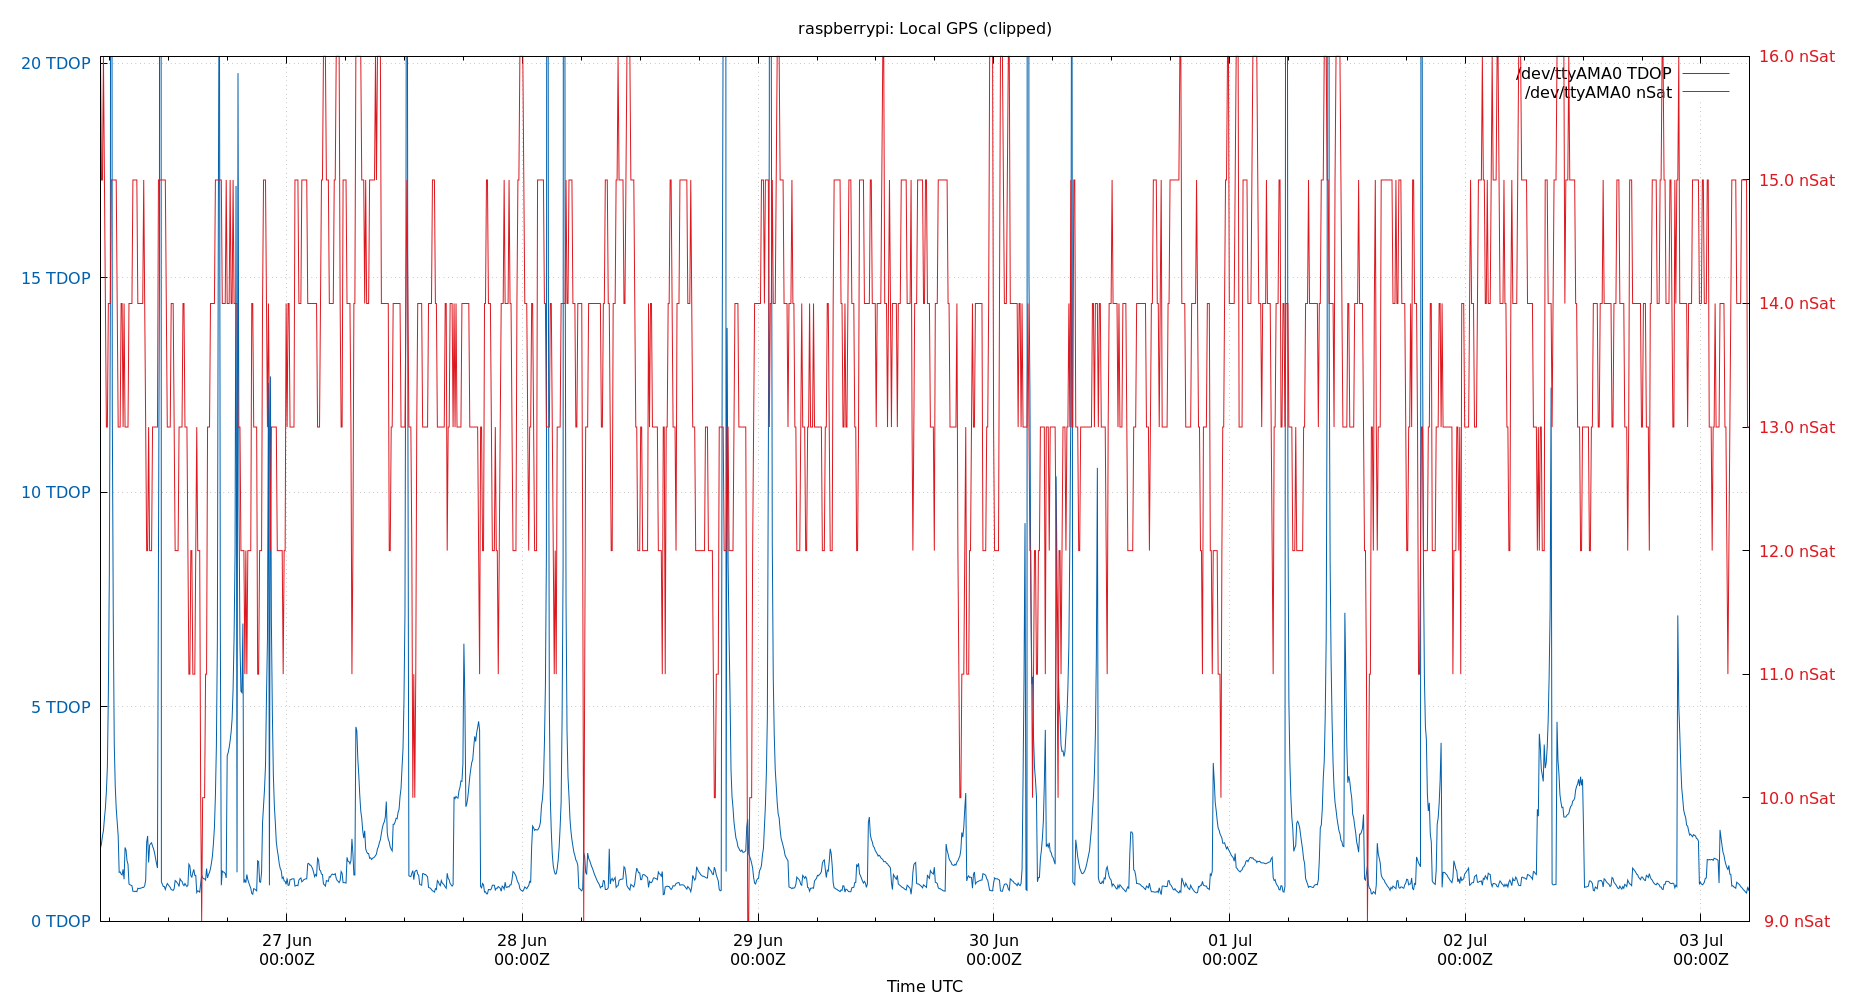 raspberrypi: Local GPS (clipped)
20 TDOP
15 TDOP
10 TDOP
5 TDOP
0 TDOP
16.0 nSat
15.0 nSat
14.0 nSat
13.0 nSat
12.0 nSat
11.0 nSat
10.0 nSat
9.0 nSat
/dev/ttyAMA0 TDOP
/dev/ttyAMA0 nSat
27 Jun
00:00Z
28 Jun
00:00Z
29 Jun
00:00Z
30 Jun
00:00Z
01 Jul
00:00Z
02 Jul
00:00Z
03 Jul
00:00Z
Time UTC